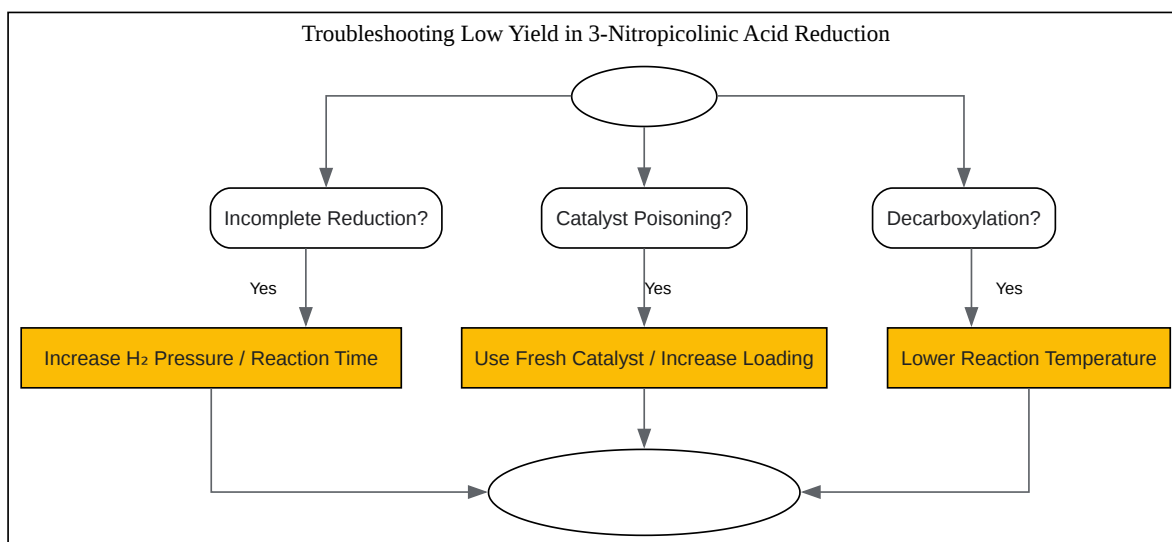 Troubleshooting Low Yield in 3-Nitropicolinic Acid Reduction
Incomplete Reduction?
Catalyst Poisoning?
Decarboxylation?
Yes
Yes
Yes
Increase H₂ Pressure / Reaction Time
Use Fresh Catalyst / Increase Loading
Lower Reaction Temperature